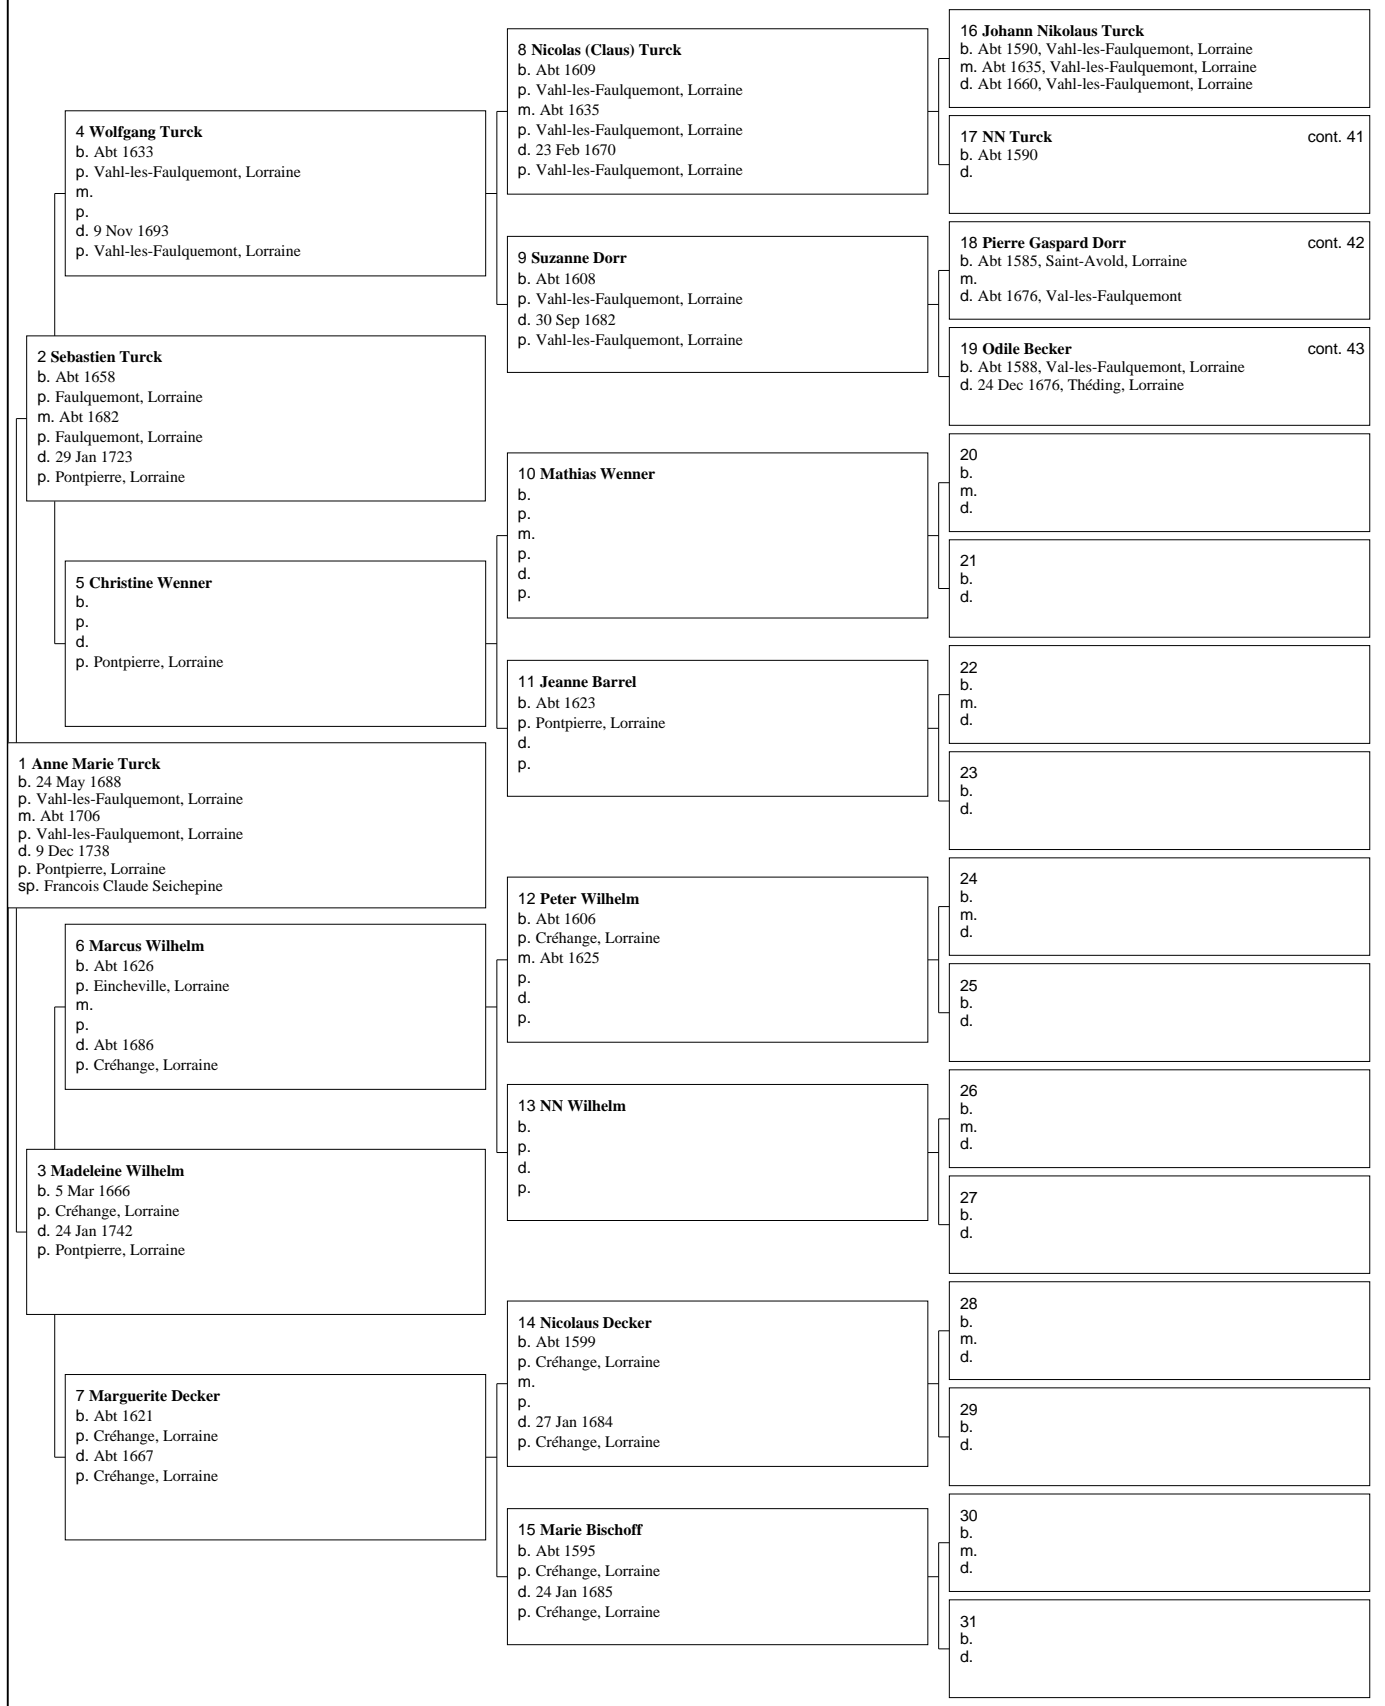 1 Anne Marie Turck
b. 24 May 1688
p. Vahl-les-Faulquemont, Lorraine
m. Abt 1706
p. Vahl-les-Faulquemont, Lorraine
d. 9 Dec 1738
p. Pontpierre, Lorraine
sp. Francois Claude Seichepine
2 Sebastien Turck
b. Abt 1658
p. Faulquemont, Lorraine
m. Abt 1682
p. Faulquemont, Lorraine
d. 29 Jan 1723
p. Pontpierre, Lorraine
3 Madeleine Wilhelm
b. 5 Mar 1666
p. Créhange, Lorraine
d. 24 Jan 1742
p. Pontpierre, Lorraine
4 Wolfgang Turck
b. Abt 1633
p. Vahl-les-Faulquemont, Lorraine
m.
p.
d. 9 Nov 1693
p. Vahl-les-Faulquemont, Lorraine
5 Christine Wenner
b.
p.
d.
p. Pontpierre, Lorraine
6 Marcus Wilhelm
b. Abt 1626
p. Eincheville, Lorraine
m.
p.
d. Abt 1686
p. Créhange, Lorraine
7 Marguerite Decker
b. Abt 1621
p. Créhange, Lorraine
d. Abt 1667
p. Créhange, Lorraine
8 Nicolas (Claus) Turck
b. Abt 1609
p. Vahl-les-Faulquemont, Lorraine
m. Abt 1635
p. Vahl-les-Faulquemont, Lorraine
d. 23 Feb 1670
p. Vahl-les-Faulquemont, Lorraine
9 Suzanne Dorr
b. Abt 1608
p. Vahl-les-Faulquemont, Lorraine
d. 30 Sep 1682
p. Vahl-les-Faulquemont, Lorraine
10 Mathias Wenner
b.
p.
m.
p.
d.
p.
11 Jeanne Barrel
b. Abt 1623
p. Pontpierre, Lorraine
d.
p.
12 Peter Wilhelm
b. Abt 1606
p. Créhange, Lorraine
m. Abt 1625
p.
d.
p.
13 NN Wilhelm
b.
p.
d.
p.
14 Nicolaus Decker
b. Abt 1599
p. Créhange, Lorraine
m.
p.
d. 27 Jan 1684
p. Créhange, Lorraine
15 Marie Bischoff
b. Abt 1595
p. Créhange, Lorraine
d. 24 Jan 1685
p. Créhange, Lorraine
16 Johann Nikolaus Turck
b. Abt 1590, Vahl-les-Faulquemont, Lorraine
m. Abt 1635, Vahl-les-Faulquemont, Lorraine
d. Abt 1660, Vahl-les-Faulquemont, Lorraine
17 NN Turck cont. 41
b. Abt 1590
d.
18 Pierre Gaspard Dorr cont. 42
b. Abt 1585, Saint-Avold, Lorraine
m.
d. Abt 1676, Val-les-Faulquemont
19 Odile Becker cont. 43
b. Abt 1588, Val-les-Faulquemont, Lorraine
d. 24 Dec 1676, Théding, Lorraine
20
b.
m.
d.
21
b.
d.
22
b.
m.
d.
23
b.
d.
24
b.
m.
d.
25
b.
d.
26
b.
m.
d.
27
b.
d.
28
b.
m.
d.
29
b.
d.
30
b.
m.
d.
31
b.
d.